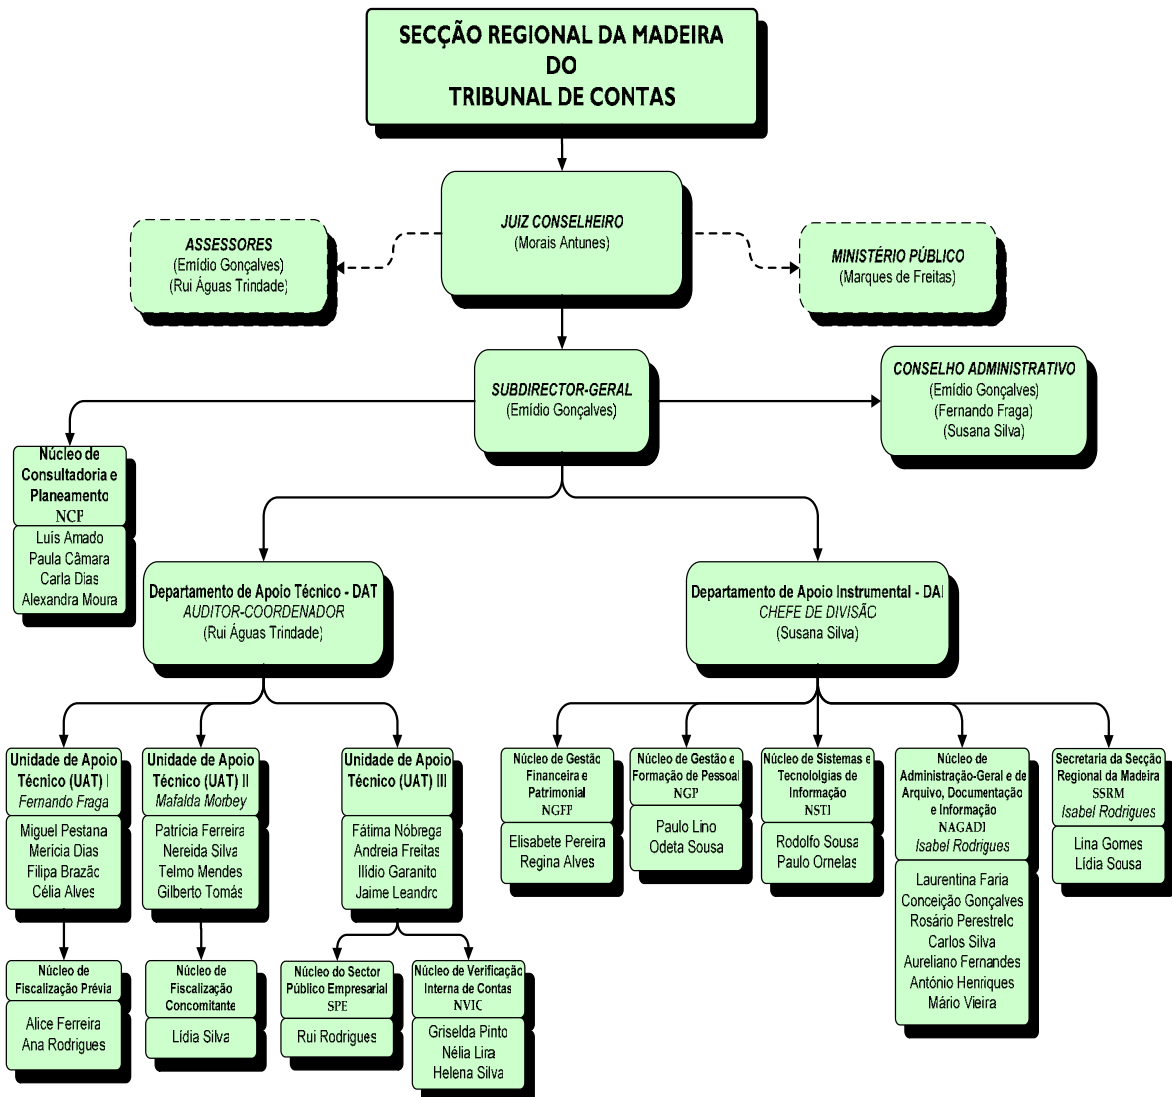 SECÇÃO REGIONAL DA MADEIRA
DO
TRIBUNAL DE CONTAS
JUIZ CONSELHEIRO
(Morais Antunes)
ASSESSORES
(Emídio Gonçalves)
(Rui Águas Trindade)
MINISTÉRIO PÚBLICO
(Marques de Freitas)
SUBDIRECTOR-GERAL
(Emídio Gonçalves)
CONSELHO ADMINISTRATIVO
(Emídio Gonçalves)
(Fernando Fraga)
(Susana Silva)
Núcleo de
Consultadoria e
Planeamento
NCP
Luís Amado
Paula Câmara
Carla Dias
Alexandra Moura
Departamento de Apoio Técnico - DAT
AUDITOR-COORDENADOR
(Rui Águas Trindade)
Departamento de Apoio Instrumental - DAI
CHEFE DE DIVISÃO
(Susana Silva)
Unidade de Apoio
Técnico (UAT) I
Fernando Fraga
Miguel Pestana
Merícia Dias
Filipa Brazão
Célia Alves
Unidade de Apoio
Técnico (UAT) II
Mafalda Morbey
Patrícia Ferreira
Nereida Silva
Telmo Mendes
Gilberto Tomás
Unidade de Apoio
Técnico (UAT) III
Fátima Nóbrega
Andreia Freitas
Ilídio Garanito
Jaime Leandro
Núcleo de Gestão
Financeira e
Patrimonial
NGFP
Elisabete Pereira
Regina Alves
Núcleo de Gestão e
Formação de Pessoal
NGP
Paulo Lino
Odeta Sousa
Núcleo de Sistemas e
Tecnololgias de
Informação
NSTI
Rodolfo Sousa
Paulo Ornelas
Núcleo de
Administração-Geral e de
Arquivo, Documentação
e Informação
NAGADI
Isabel Rodrigues
Laurentina Faria
Conceição Gonçalves
Rosário Perestrelo
Carlos Silva
Aureliano Fernandes
António Henriques
Mário Vieira
Secretaria da Secção
Regional da Madeira
SSRM
Isabel Rodrigues
Lina Gomes
Lídia Sousa
Núcleo de
Fiscalização Prévia
Alice Ferreira
Ana Rodrigues
Núcleo de
Fiscalização
Concomitante
Lídia Silva
Núcleo do Sector
Público Empresarial
SPE
Rui Rodrigues
Núcleo de Verificação
Interna de Contas
NVIC
Griselda Pinto
Nélia Lira
Helena Silva